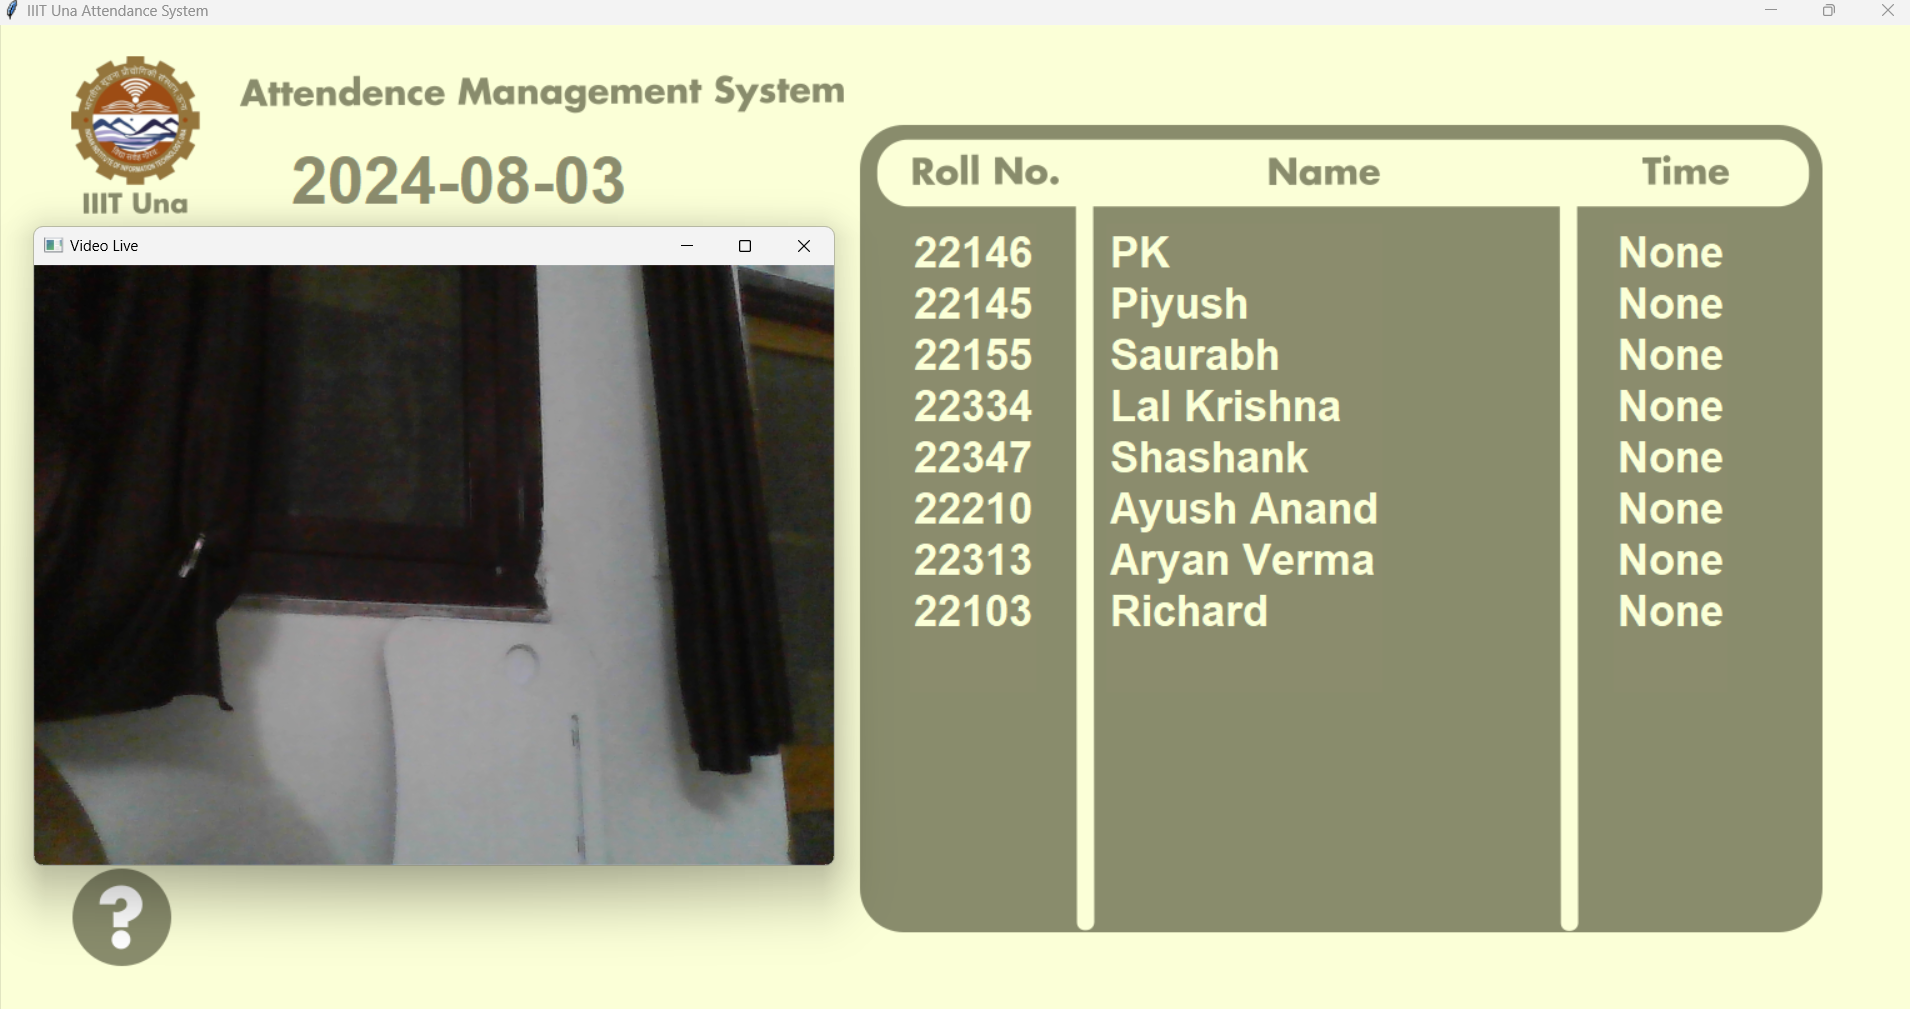 IIIT Una Attendance System
Attendence Management System
2024-08-03
IIIT Una
Video Live
Roll No. Name Time
22146 PK None
22145 Piyush None
22155 Saurabh None
22334 Lal Krishna None
22347 Shashank None
22210 Ayush Anand None
22313 Aryan Verma None
22103 Richard None
?